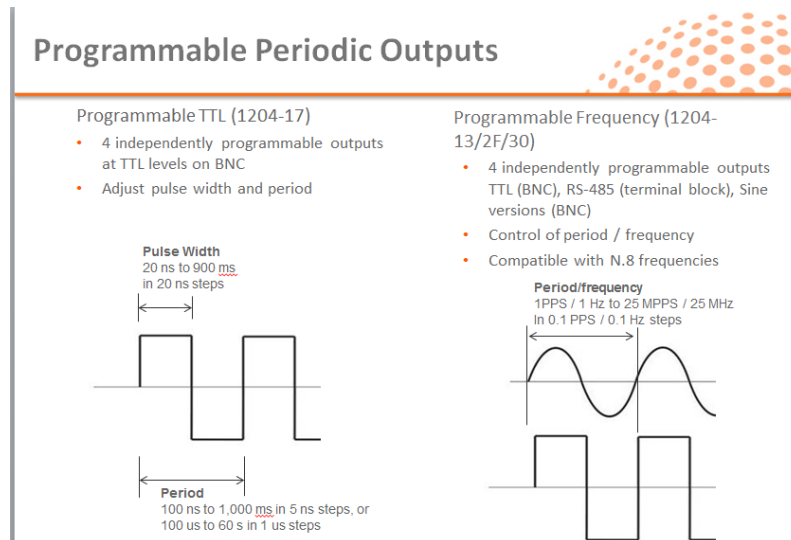 Programmable Periodic Outputs
Programmable TTL (1204-17)
• 4 independently programmable outputs
at TTL levels on BNC
• Adjust pulse width and period
Pulse Width
20 ns to 900 ms
in 20 ns steps
Period
100 ns to 1,000 ms in 5 ns steps, or
100 us to 60 s in 1 us steps
Programmable Frequency (1204-
13/2F/30)
• 4 independently programmable outputs
TTL (BNC), RS-485 (terminal block), Sine
versions (BNC)
• Control of period / frequency
• Compatible with N.8 frequencies
Period/frequency
1PPS / 1 Hz to 25 MPPS / 25 MHz
In 0.1 PPS / 0.1 Hz steps